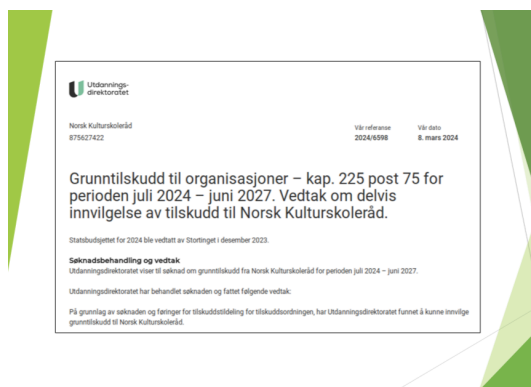 Utdannings-
direktoratet
Norsk Kulturskoleråd
875627422
Vår referanse
2024/6598
Vår dato
8. mars 2024
Grunntilskudd til organisasjoner – kap. 225 post 75 for
perioden juli 2024 – juni 2027. Vedtak om delvis
innvilgelse av tilskudd til Norsk Kulturskoleråd.
Statsbudsjettet for 2024 ble vedtatt av Stortinget i desember 2023.
Søknadsbehandling og vedtak
Utdanningsdirektoratet viser til søknad om grunntilskudd fra Norsk Kulturskoleråd for perioden juli 2024 – juni 2027.
Utdanningsdirektoratet har behandlet søknaden og fattet følgende vedtak:
På grunnlag av søknaden og føringer for tilskuddstildeling for tilskuddsordningen, har Utdanningsdirektoratet funnet å kunne innvilge
grunntilskudd til Norsk Kulturskoleråd.